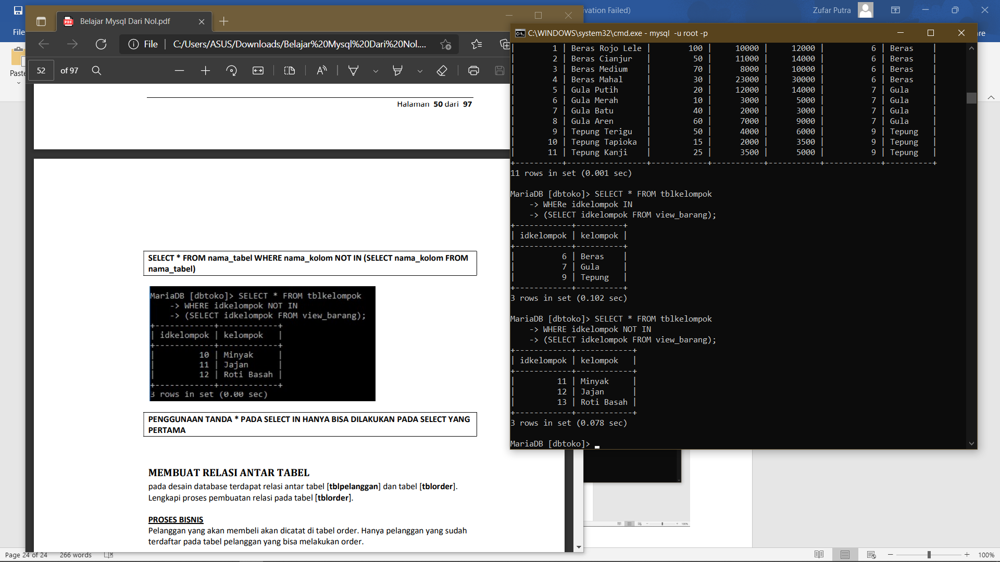 ivation Failed)
Zufar Putra
File
Paste
re
Belajar Mysql Dari Nol.pdf
File
C:/Users/ASUS/Downloads/Belajar%20Mysql%20Dari%20Nol....
52 of 97
Halaman 50 dari 97
SELECT * FROM nama_tabel WHERE nama_kolom NOT IN (SELECT nama_kolom FROM
nama_tabel)
MariaDB [dbtoko]> SELECT * FROM tblkelompok
-> WHERE idkelompok NOT IN
-> (SELECT idkelompok FROM view_barang);
+------------+------------+
| idkelompok | kelompok |
+------------+------------+
| 10 | Minyak |
| 11 | Jajan |
| 12 | Roti Basah |
+------------+------------+
3 rows in set (0.00 sec)
PENGGUNAAN TANDA * PADA SELECT IN HANYA BISA DILAKUKAN PADA SELECT YANG
PERTAMA
MEMBUAT RELASI ANTAR TABEL
pada desain database terdapat relasi antar tabel [tblpelanggan] dan tabel [tblorder].
Lengkapi proses pembuatan relasi pada tabel [tblorder].
PROSES BISNIS
Pelanggan yang akan membeli akan dicatat di tabel order. Hanya pelanggan yang sudah
terdaftar pada tabel pelanggan yang bisa melakukan order.
C:\WINDOWS\system32\cmd.exe - mysql -u root -p
| 1 | Beras Rojo Lele | 100 | 10000 | 12000 | 6 | Beras |
| 2 | Beras Cianjur | 50 | 11000 | 14000 | 6 | Beras |
| 3 | Beras Medium | 70 | 8000 | 10000 | 6 | Beras |
| 4 | Beras Mahal | 30 | 23000 | 30000 | 6 | Beras |
| 5 | Gula Putih | 20 | 12000 | 14000 | 7 | Gula |
| 6 | Gula Merah | 10 | 3000 | 5000 | 7 | Gula |
| 7 | Gula Batu | 40 | 2000 | 3000 | 7 | Gula |
| 8 | Gula Aren | 60 | 7000 | 9000 | 7 | Gula |
| 9 | Tepung Terigu | 50 | 4000 | 6000 | 9 | Tepung |
| 10 | Tepung Tapioka | 15 | 2000 | 3500 | 9 | Tepung |
| 11 | Tepung Kanji | 25 | 3500 | 5000 | 9 | Tepung |
+----------+-----------------+------------+-----------+-----------+------------+----------+
11 rows in set (0.001 sec)
MariaDB [dbtoko]> SELECT * FROM tblkelompok
-> WHERe idkelompok IN
-> (SELECT idkelompok FROM view_barang);
+------------+----------+
| idkelompok | kelompok |
+------------+----------+
| 6 | Beras |
| 7 | Gula |
| 9 | Tepung |
+------------+----------+
3 rows in set (0.102 sec)
MariaDB [dbtoko]> SELECT * FROM tblkelompok
-> WHERE idkelompok NOT IN
-> (SELECT idkelompok FROM view_barang);
+------------+------------+
| idkelompok | kelompok |
+------------+------------+
| 11 | Minyak |
| 12 | Jajan |
| 13 | Roti Basah |
+------------+------------+
3 rows in set (0.078 sec)
MariaDB [dbtoko]>
Page 24 of 24 266 words
100%